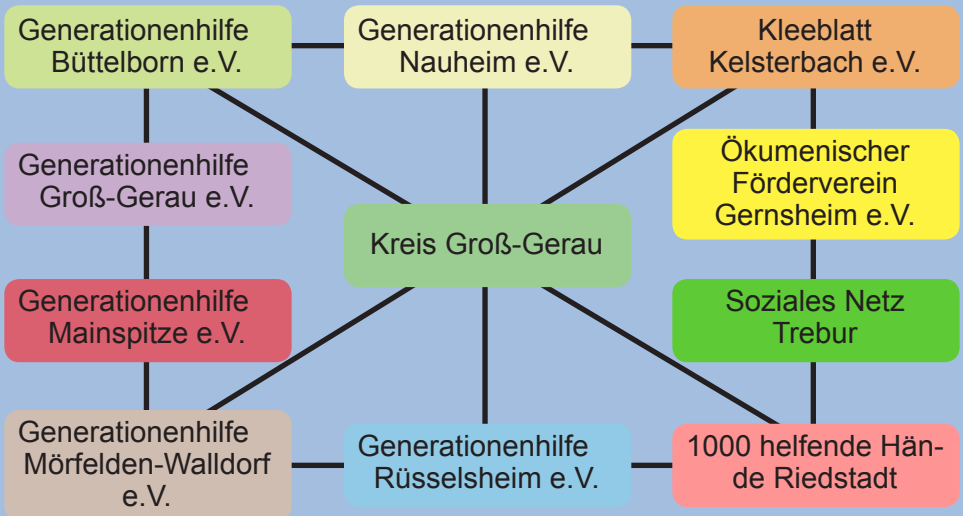 Generationenhilfe
Büttelborn e.V.
Generationenhilfe
Nauheim e.V.
Kleeblatt
Kelsterbach e.V.
Generationenhilfe
Groß-Gerau e.V.
Ökumenischer
Förderverein
Gernsheim e.V.
Kreis Groß-Gerau
Generationenhilfe
Mainspitze e.V.
Soziales Netz
Trebur
Generationenhilfe
Mörfelden-Walldorf
e.V.
Generationenhilfe
Rüsselsheim e.V.
1000 helfende Hän-
de Riedstadt